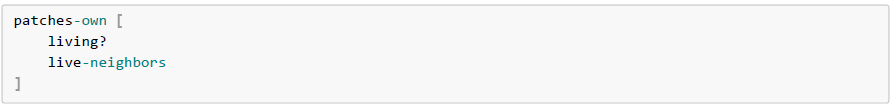 patches-own [
    living?
    live-neighbors
]